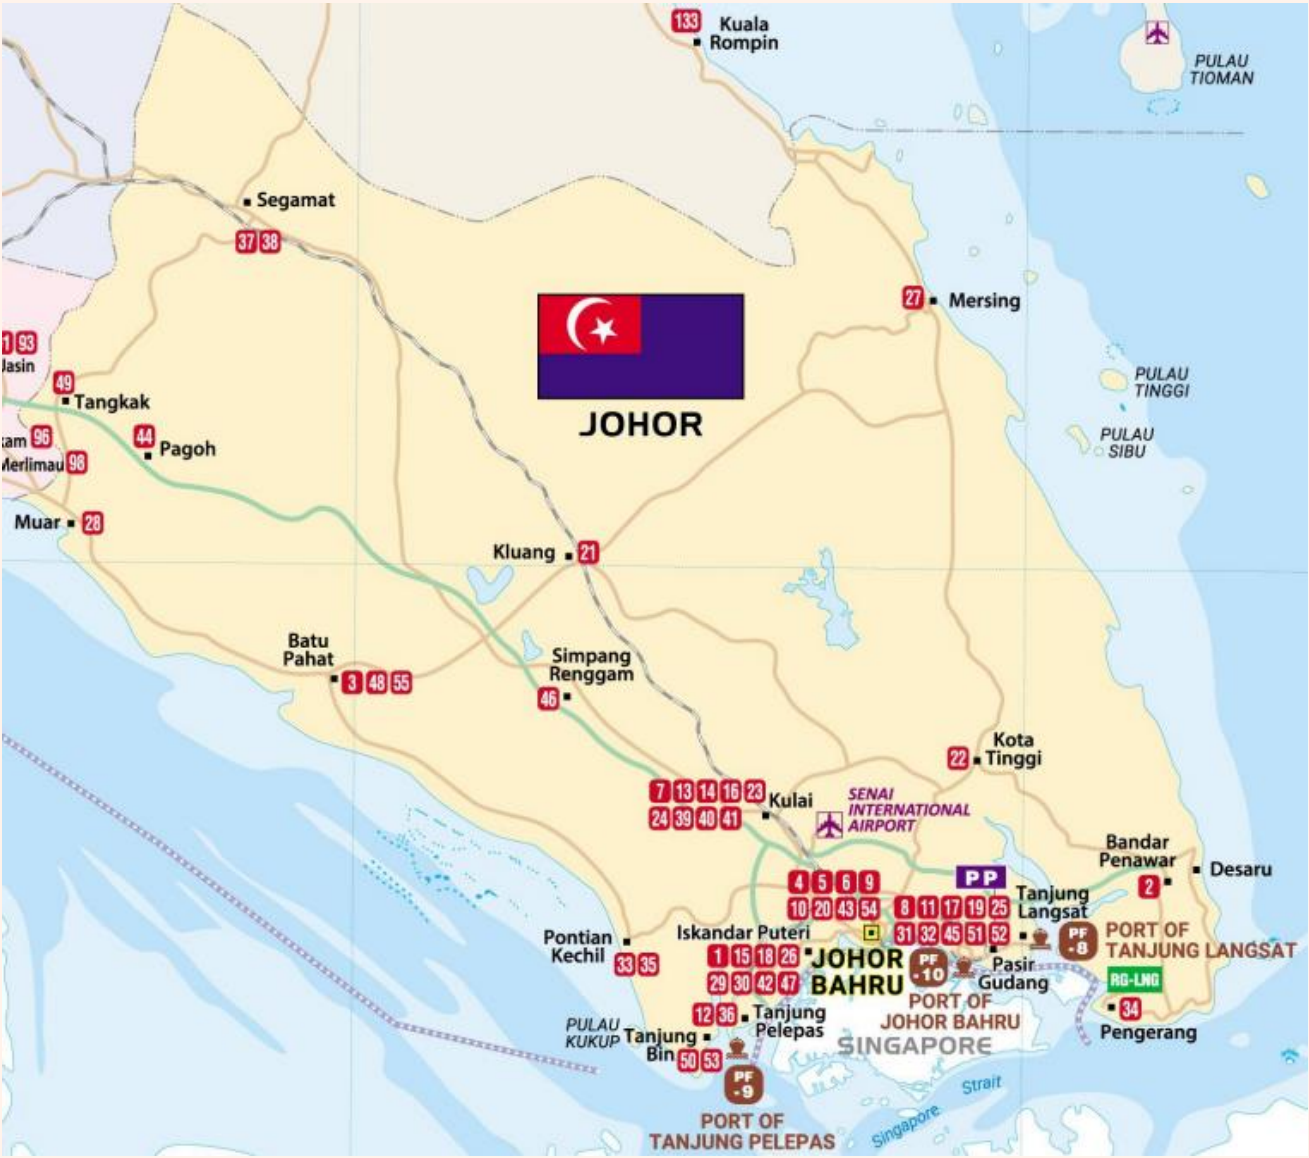 133
Kuala
Rompin
PULAU
TIOMAN
Segamat
37 38
27
Mersing
JOHOR
1 93
Jasin
49
Tangkak
PULAU
TINGGI
96
44
Pagoh
PULAU
SIBU
Merlimau 98
Muar
28
Kluang
21
Batu
Pahat
3 48 55
Simpang
Renggam
46
22
Kota
Tinggi
7 13 14 16 23
24 39 40 41
Kulai
SENAI
INTERNATIONAL
AIRPORT
Bandar
Penawar
2
Desaru
4 5 6 9
10 20 43 54
PP
8 11 17 19 25
31 32 45 51 52
Tanjung
Langsat
PF
-8
PORT OF
TANJUNG LANGSAT
Iskandar Puteri
1 15 18 26
29 30 42 47
JOHOR
BAHRU
PF
-10
Pasir
Gudang
PORT OF
JOHOR BAHRU
Pontian
Kechil
33 35
RG-LNG
34
Pengerang
12 36
Tanjung
Pelepas
PULAU
KUKUP
Tanjung
Bin
50 53
SINGAPORE
PF
-9
PORT OF
TANJUNG PELEPAS
Singapore Strait